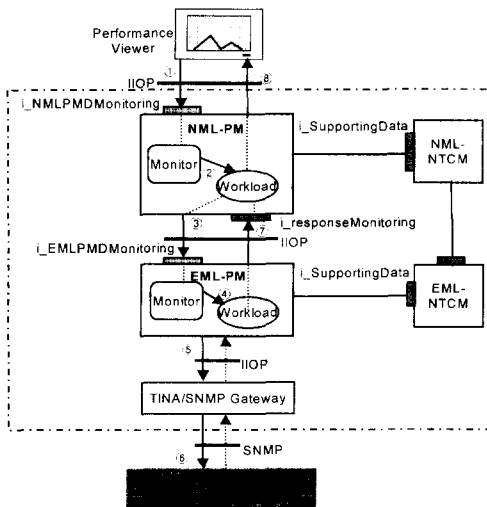 Performance
Viewer
①
⑧
IIOP
i_NMLPMDMonitoring
NML-PM
i_SupportingData
NML-
NTCM
Monitor
2
Workload
③
⑦
i_responseMonitoring
IIOP
i_EMLPMDMonitoring
EML-PM
i_SupportingData
EML-
NTCM
Monitor
④
Workload
⑤
IIOP
TINA/SNMP Gateway
⑥
SNMP